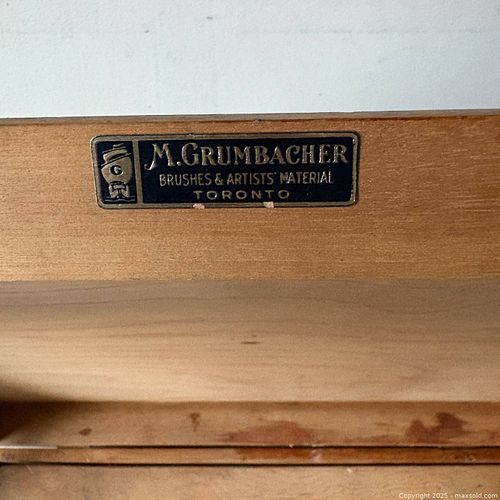 G
M. GRUMBACHER
BRUSHES & ARTISTS' MATERIAL
TORONTO
Copyright 2025 - maxsold.com